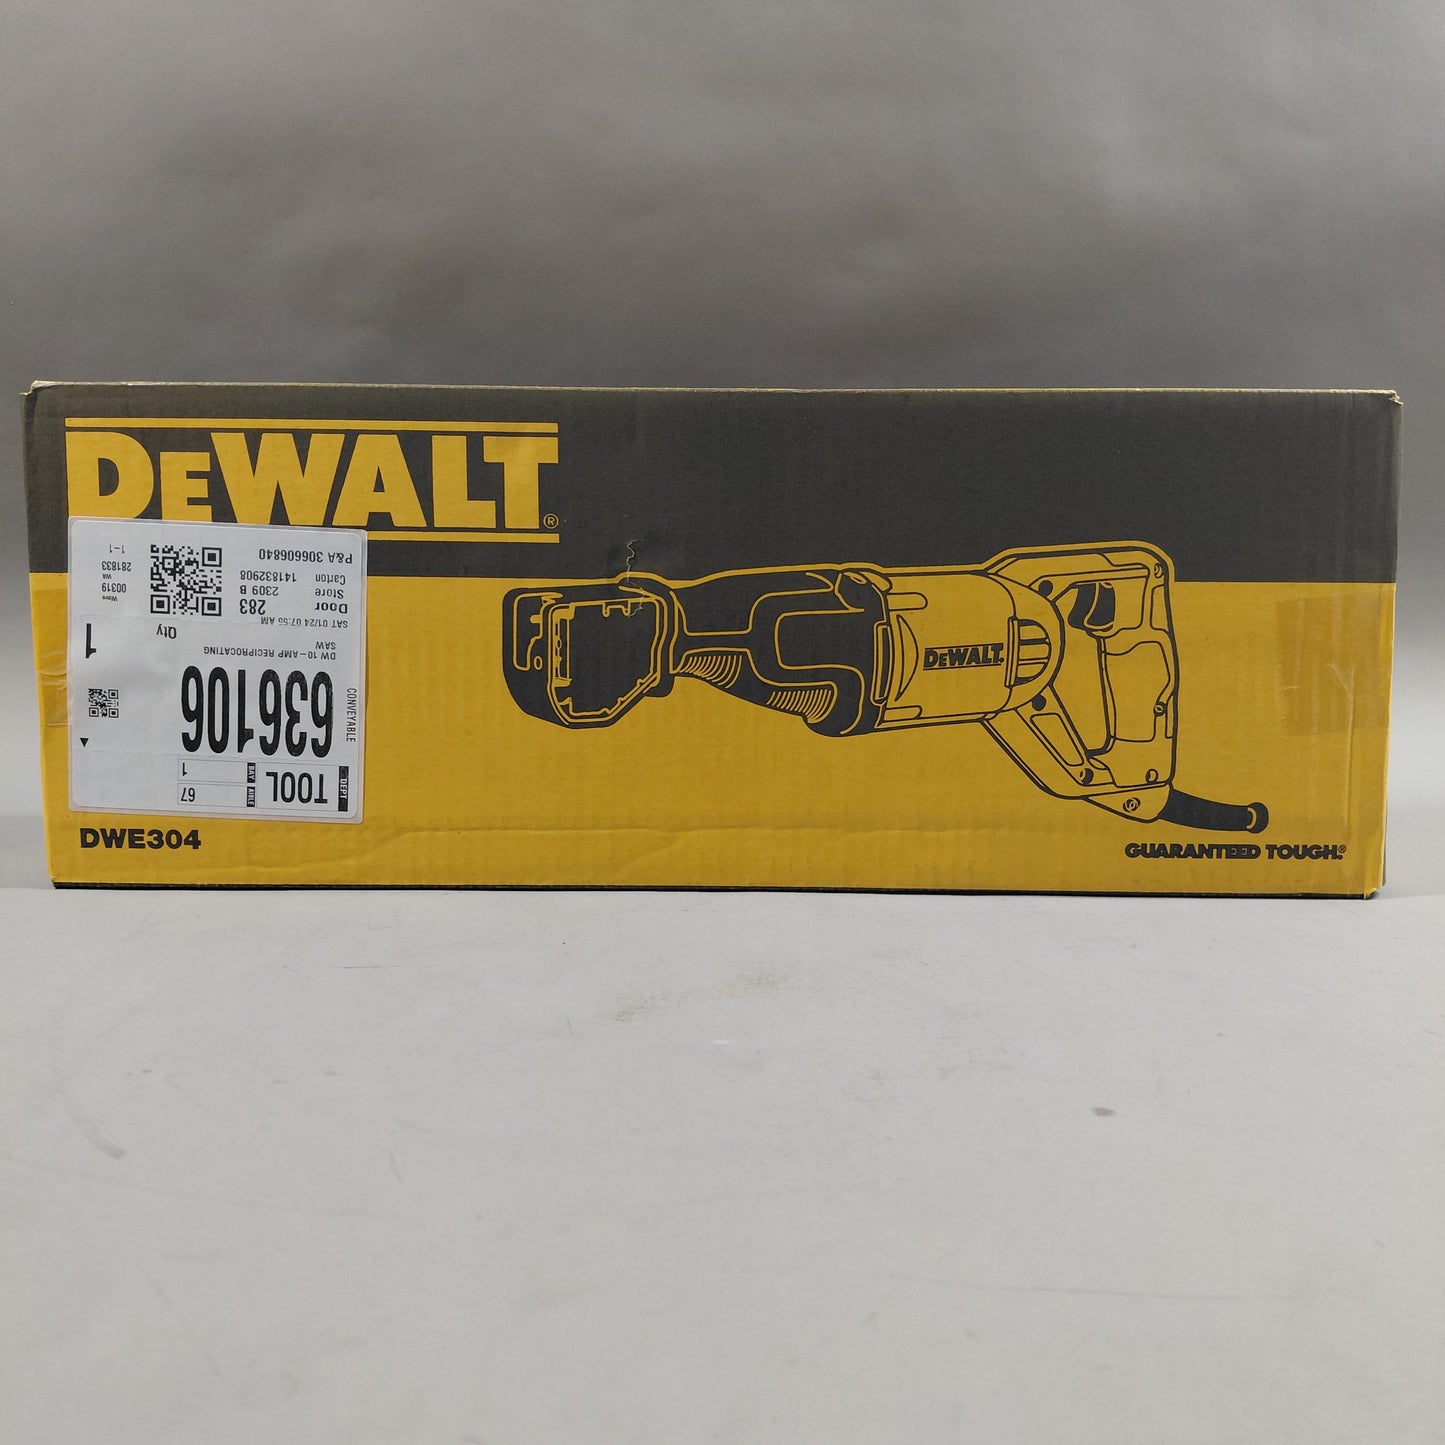 DEWALT®
TOOL
DEPT
BAY
1
AISLE
67
636106
CONVEYABLE
DW 10-AMP RECIPROCATING
SAW
Qty
1
SAT 01/24 07:55 AM
Door 283
Store 2309 B
Carton 141832908
P&A 306606840
Wave
00319
WA
281833
1-1
DEWALT.
DWE304
GUARANTEED TOUGH.®